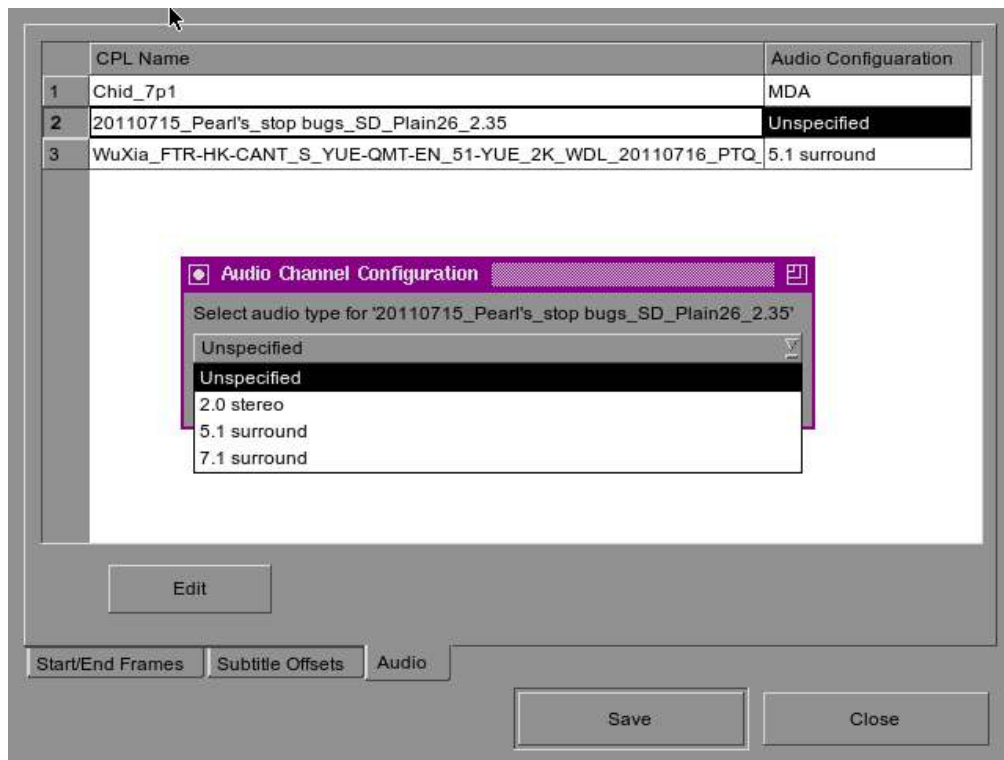 CPL Name Audio Configuaration
1 Chid_7p1 MDA
2 20110715_Pearl's_stop bugs_SD_Plain26_2.35 Unspecified
3 WuXia_FTR-HK-CANT_S_YUE-QMT-EN_51-YUE_2K_WDL_20110716_PTQ_ 5.1 surround
Audio Channel Configuration
Select audio type for '20110715_Pearl's_stop bugs_SD_Plain26_2.35'
Unspecified
Unspecified
2.0 stereo
5.1 surround
7.1 surround
Edit
Start/End Frames Subtitle Offsets Audio
Save Close